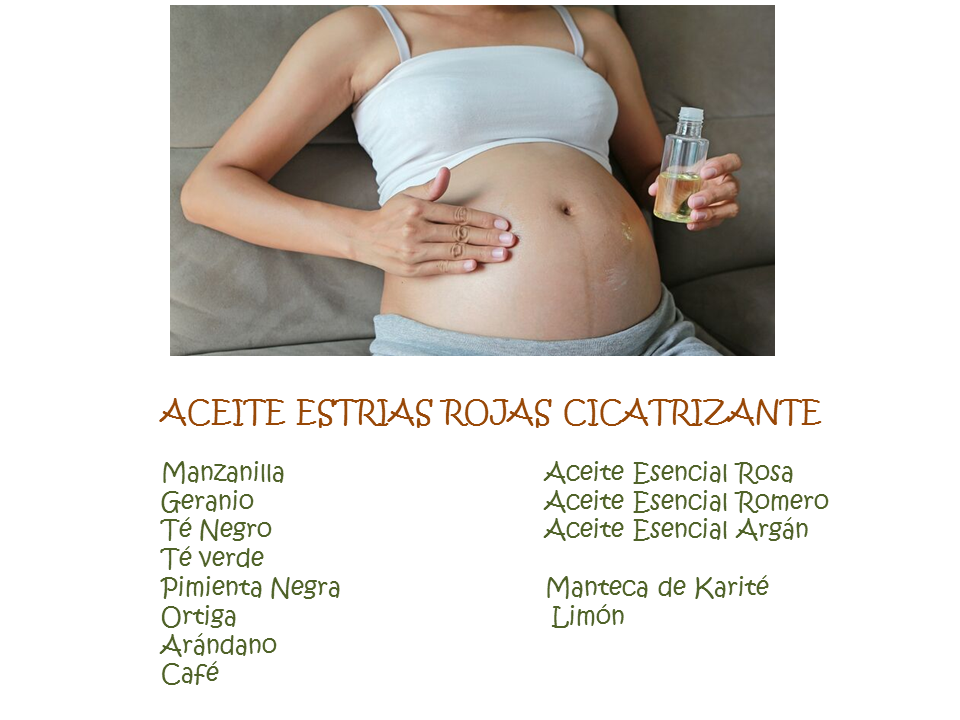 ACEITE ESTRIAS ROJAS CICATRIZANTE
Manzanilla
Geranio
Té Negro
Té verde
Pimienta Negra
Ortiga
Arándano
Café
Aceite Esencial Rosa
Aceite Esencial Romero
Aceite Esencial Argán
Manteca de Karité
Limón